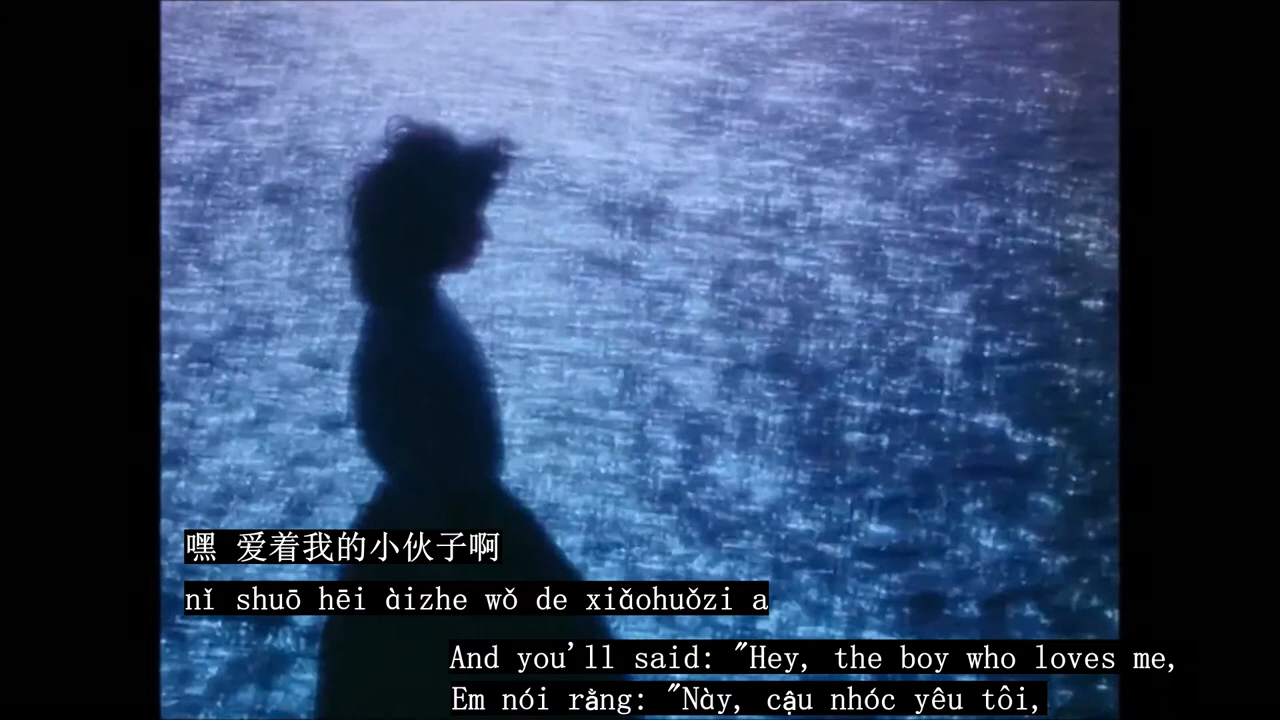 嘿 爱着我的小伙子啊
nǐ shuō hēi àizhe wǒ de xiǎohuǒzi a
And you'll said: "Hey, the boy who loves me,
Em nói rằng: "Này, cậu nhóc yêu tôi,